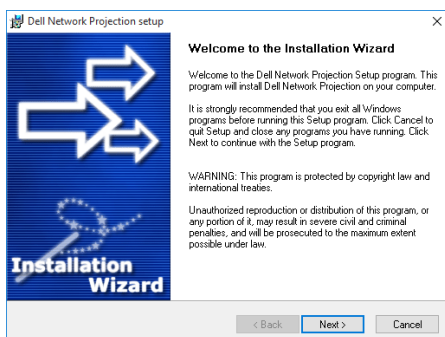 Dell Network Projection setup
Welcome to the Installation Wizard
Welcome to the Dell Network Projection Setup program. This
program will install Dell Network Projection on your computer.
It is strongly recommended that you exit all Windows
programs before running this Setup program. Click Cancel to
quit Setup and close any programs you have running. Click
Next to continue with the Setup program.
WARNING: This program is protected by copyright law and
international treaties.
Unauthorized reproduction or distribution of this program, or
any portion of it, may result in severe civil and criminal
penalties, and will be prosecuted to the maximum extent
possible under law.
Installation
Wizard
< Back
Next >
Cancel